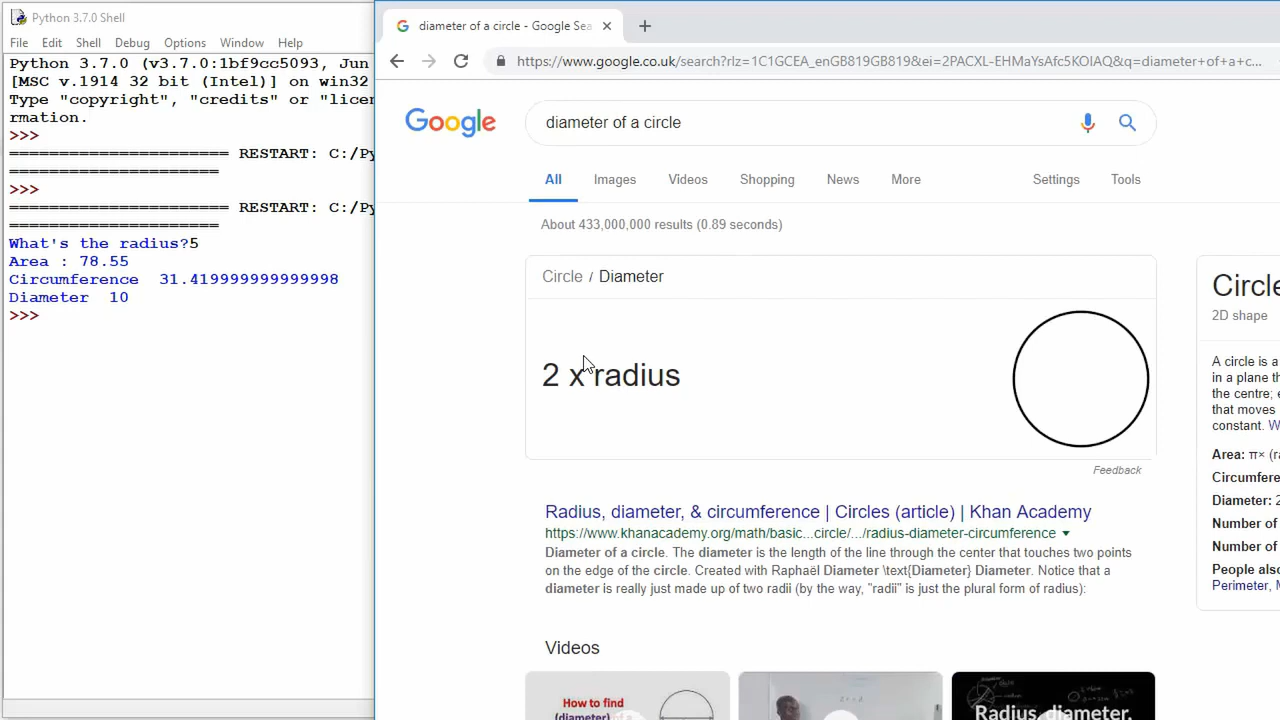 Python 3.7.0 Shell
File Edit Shell Debug Options Window Help
Python 3.7.0 (v3.7.0:1bf9cc5093, Jun
[MSC v.1914 32 bit (Intel)] on win32
Type "copyright", "credits" or "licen
rmation.
>>>
====================== RESTART: C:/Py
=====================
>>>
====================== RESTART: C:/Py
=====================
What's the radius?5
Area : 78.55
Circumference  31.419999999999998
Diameter  10
>>>
diameter of a circle - Google Sea
https://www.google.co.uk/search?rlz=1C1GCEA_enGB819GB819&ei=2PACXL-EHMaYsAfc5KOIAQ&q=diameter+of+a+c...
Google
diameter of a circle
All Images Videos Shopping News More Settings Tools
About 433,000,000 results (0.89 seconds)
Circle / Diameter
2 x radius
Feedback
Radius, diameter, & circumference | Circles (article) | Khan Academy
https://www.khanacademy.org/math/basic...circle/.../radius-diameter-circumference
Diameter of a circle. The diameter is the length of the line through the center that touches two points
on the edge of the circle. Created with Raphaël Diameter \text{Diameter} Diameter. Notice that a
diameter is really just made up of two radii (by the way, "radii" is just the plural form of radius):
Videos
How to find
(diameter) of a
Radius, diameter,
Circle
2D shape
A circle is a
in a plane th
the centre; e
that moves
constant. W
Area: π× (ra
Circumfere
Diameter: 2
Number of
Number of
People also
Perimeter, M